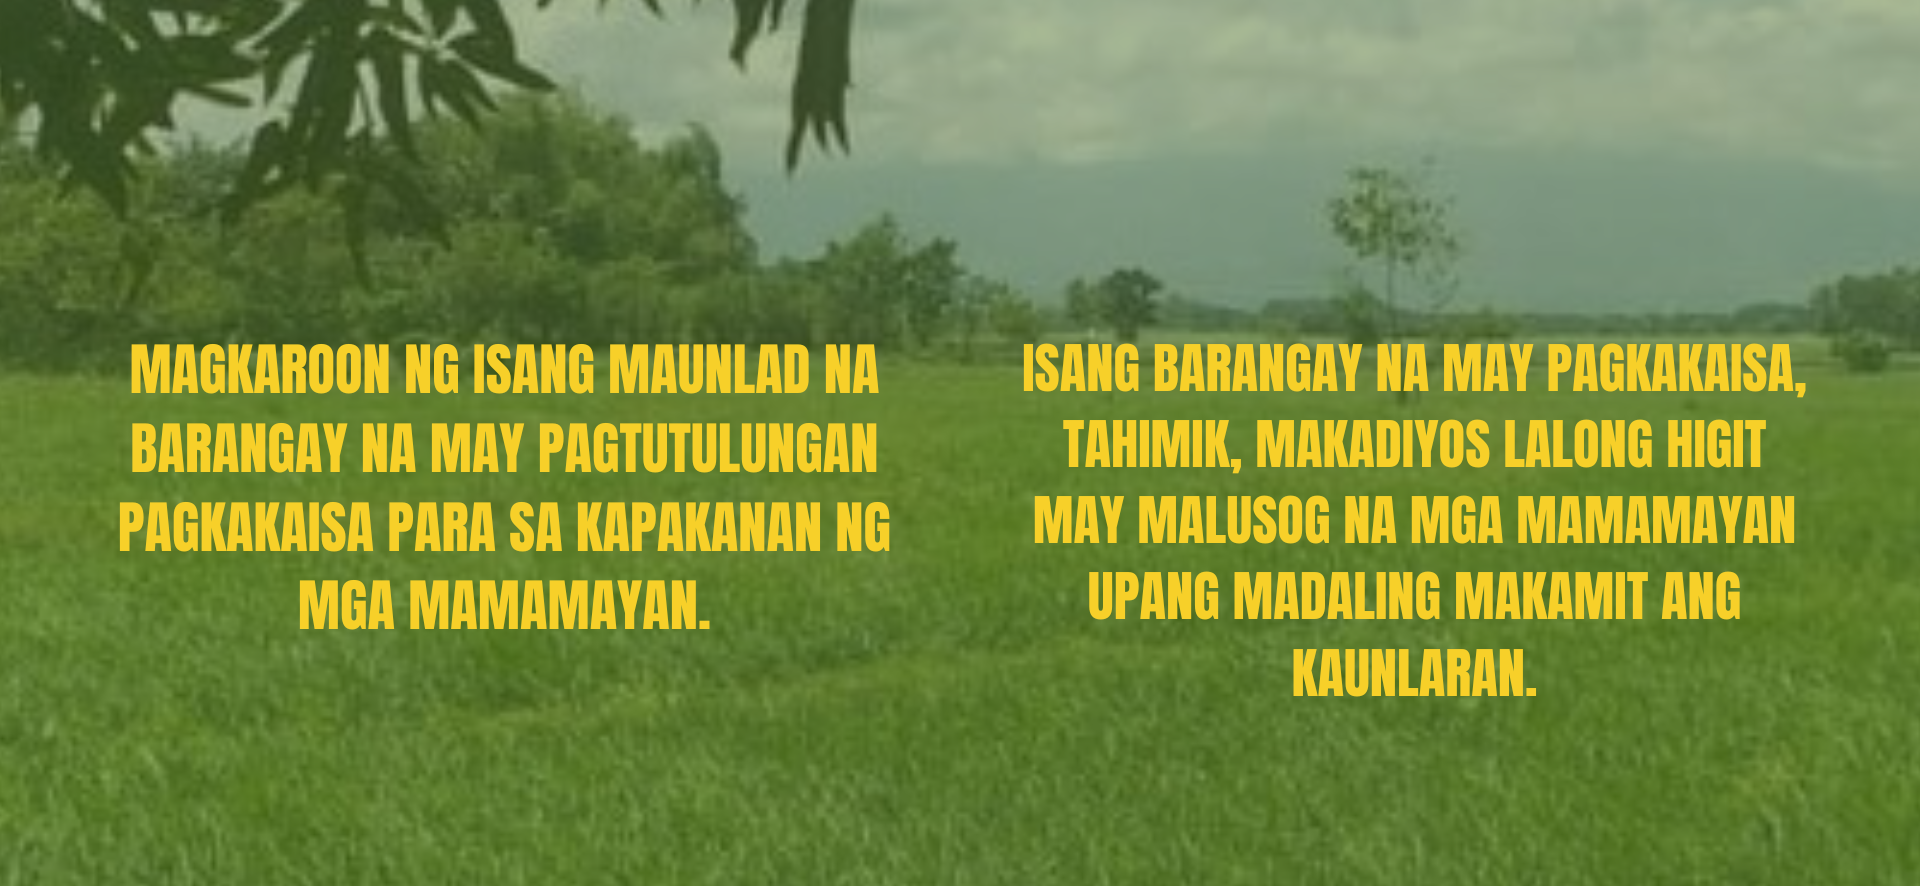 MAGKAROON NG ISANG MAUNLAD NA
BARANGAY NA MAY PAGTUTULUNGAN
PAGKAKAISA PARA SA KAPAKANAN NG
MGA MAMAMAYAN.
ISANG BARANGAY NA MAY PAGKAKAISA,
TAHIMIK, MAKADIYOS LALONG HIGIT
MAY MALUSOG NA MGA MAMAMAYAN
UPANG MADALING MAKAMIT ANG
KAUNLARAN.